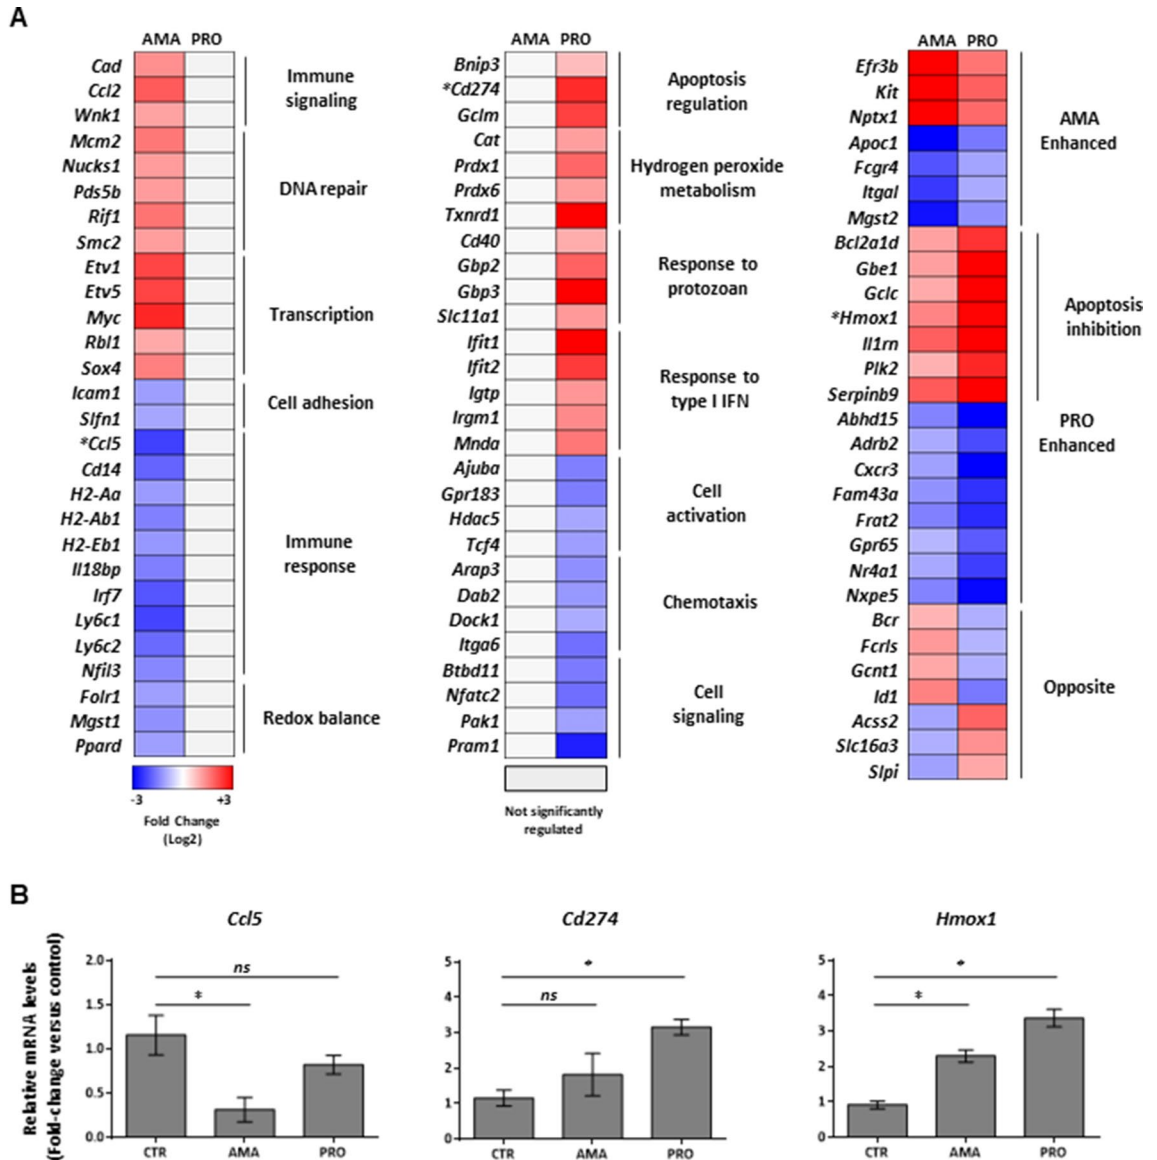 A
AMA PRO
Cad
Ccl2
Wnk1
Immune
signaling
Mcm2
Nucks1
Pds5b
Rif1
Smc2
DNA repair
Etv1
Etv5
Myc
Rbl1
Sox4
Transcription
Icam1
Slfn1
Cell adhesion
*Ccl5
Cd14
H2-Aa
H2-Ab1
H2-Eb1
Il18bp
Irf7
Ly6c1
Ly6c2
Nfil3
Immune
response
Folr1
Mgst1
Ppard
Redox balance
-3 +3
Fold Change
(Log2)
AMA PRO
Bnip3
*Cd274
Gclm
Apoptosis
regulation
Cat
Prdx1
Prdx6
Txnrd1
Hydrogen peroxide
metabolism
Cd40
Gbp2
Gbp3
Slc11a1
Response to
protozoan
Ifit1
Ifit2
Igtp
Irgm1
Mnda
Response to
type I IFN
Ajuba
Gpr183
Hdac5
Tcf4
Cell
activation
Arap3
Dab2
Dock1
Itga6
Chemotaxis
Btbd11
Nfatc2
Pak1
Pram1
Cell
signaling
Not significantly
regulated
AMA PRO
Efr3b
Kit
Nptx1
Apoc1
Fcgr4
Itgal
Mgst2
AMA
Enhanced
Bcl2a1d
Gbe1
Gclc
*Hmox1
Il1rn
Plk2
Serpinb9
Apoptosis
inhibition
Abhd15
Adrb2
Cxcr3
Fam43a
Frat2
Gpr65
Nr4a1
Nxpe5
PRO
Enhanced
Bcr
Fcrls
Gcnt1
Id1
Acss2
Slc16a3
Slpi
Opposite
B
Relative mRNA levels
(Fold-change versus control)
Ccl5
2.0
1.5
1.0
0.5
0.0
ns
*
CTR AMA PRO
Cd274
5
4
3
2
1
0
*
ns
CTR AMA PRO
Hmox1
5
4
3
2
1
0
*
*
CTR AMA PRO